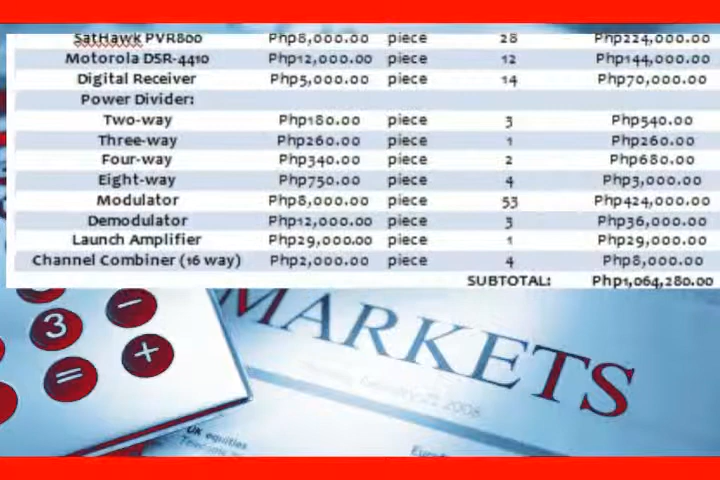 SatHawk PVR800 Php8,000.00 piece 28 Php224,000.00
Motorola DSR-4410 Php12,000.00 piece 12 Php144,000.00
Digital Receiver Php5,000.00 piece 14 Php70,000.00
Power Divider:
Two-way Php180.00 piece 3 Php540.00
Three-way Php260.00 piece 1 Php260.00
Four-way Php340.00 piece 2 Php680.00
Eight-way Php750.00 piece 4 Php3,000.00
Modulator Php8,000.00 piece 53 Php424,000.00
Demodulator Php12,000.00 piece 3 Php36,000.00
Launch Amplifier Php29,000.00 piece 1 Php29,000.00
Channel Combiner (16 way) Php2,000.00 piece 4 Php8,000.00
SUBTOTAL: Php1,064,280.00
3 −
= +
MARKETS
February 2008
UK equities